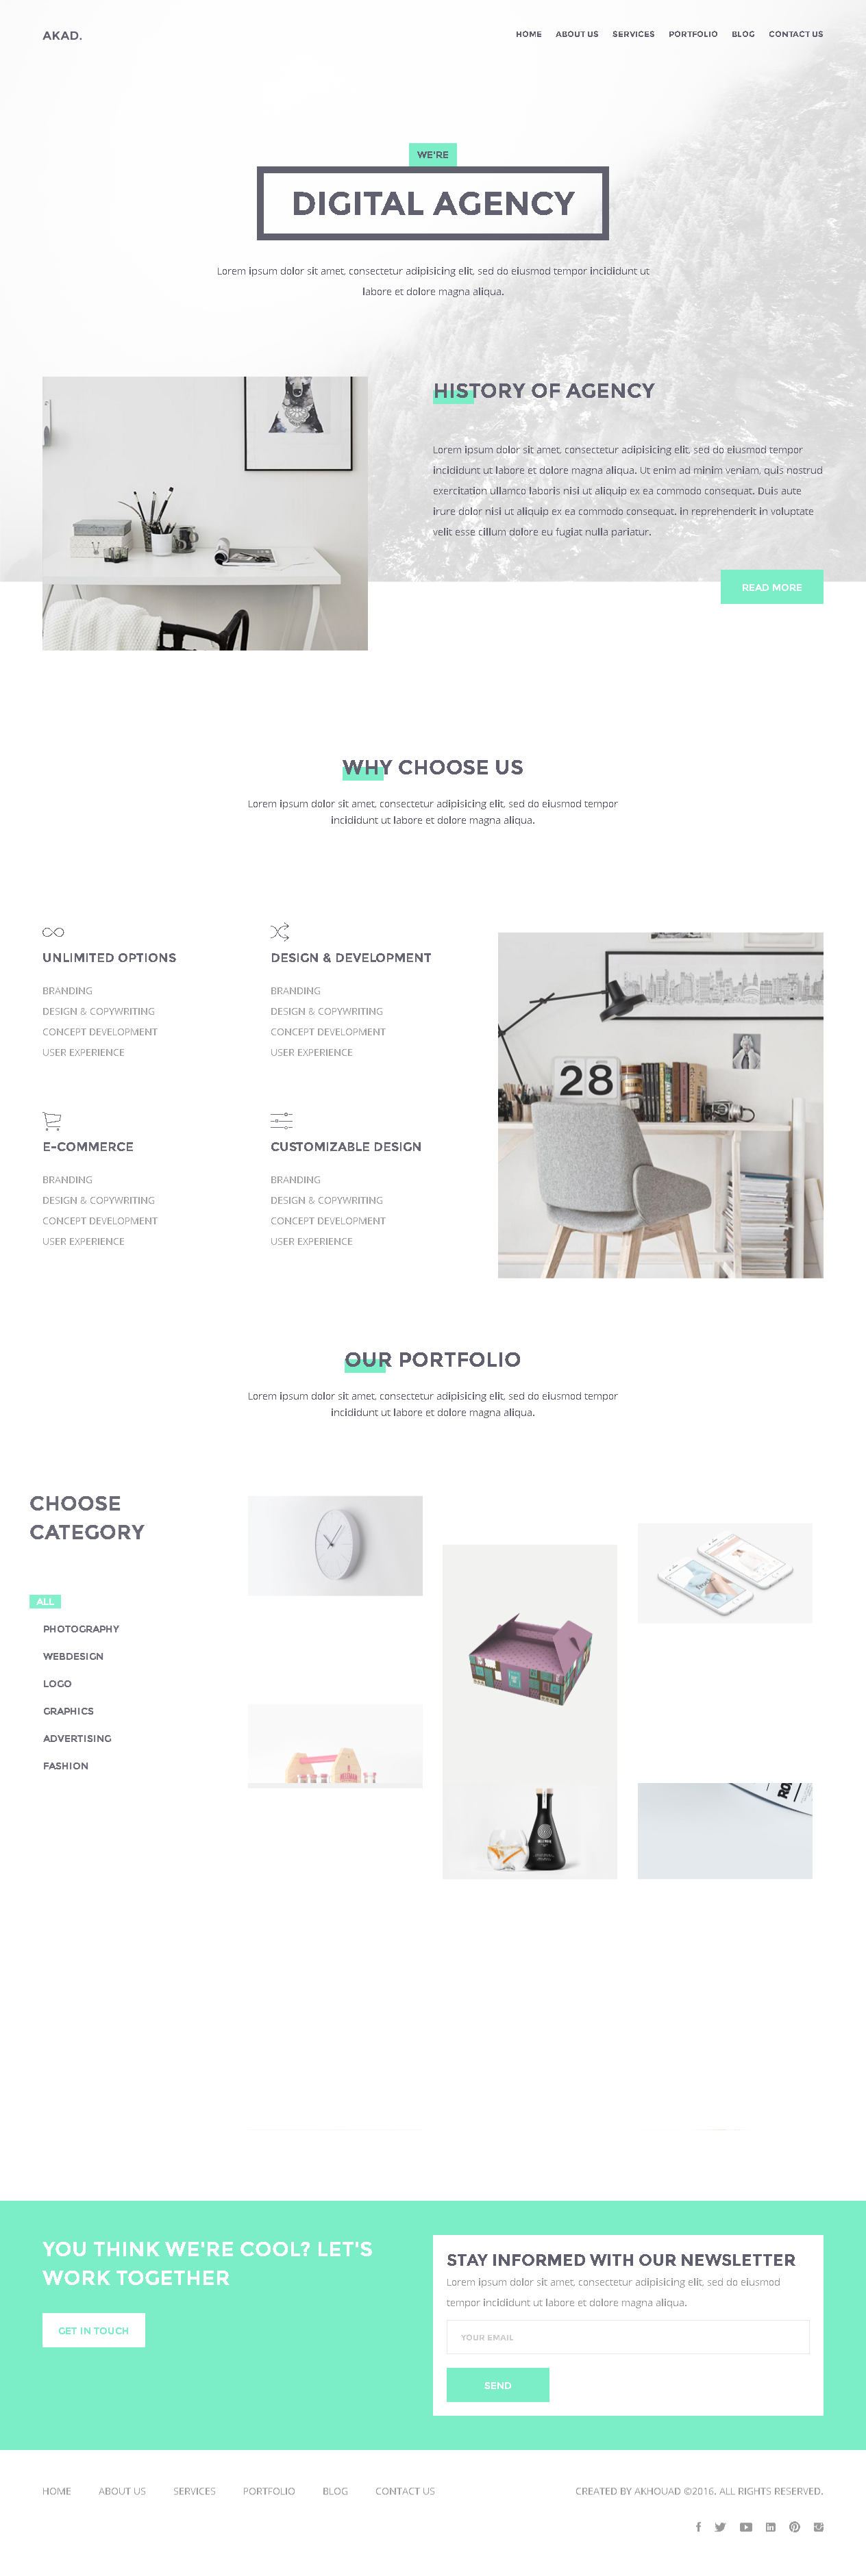 AKAD.
HOME ABOUT US SERVICES PORTFOLIO BLOG CONTACT US
WE'RE
DIGITAL AGENCY
Lorem ipsum dolor sit amet, consectetur adipisicing elit, sed do eiusmod tempor incididunt ut
labore et dolore magna aliqua.
HISTORY OF AGENCY
Lorem ipsum dolor sit amet, consectetur adipisicing elit, sed do eiusmod tempor
incididunt ut labore et dolore magna aliqua. Ut enim ad minim veniam, quis nostrud
exercitation ullamco laboris nisi ut aliquip ex ea commodo consequat. Duis aute
irure dolor nisi ut aliquip ex ea commodo consequat. in reprehenderit in voluptate
velit esse cillum dolore eu fugiat nulla pariatur.
READ MORE
WHY CHOOSE US
Lorem ipsum dolor sit amet, consectetur adipisicing elit, sed do eiusmod tempor
incididunt ut labore et dolore magna aliqua.
UNLIMITED OPTIONS
BRANDING
DESIGN & COPYWRITING
CONCEPT DEVELOPMENT
USER EXPERIENCE
DESIGN & DEVELOPMENT
BRANDING
DESIGN & COPYWRITING
CONCEPT DEVELOPMENT
USER EXPERIENCE
28
E-COMMERCE
BRANDING
DESIGN & COPYWRITING
CONCEPT DEVELOPMENT
USER EXPERIENCE
CUSTOMIZABLE DESIGN
BRANDING
DESIGN & COPYWRITING
CONCEPT DEVELOPMENT
USER EXPERIENCE
OUR PORTFOLIO
Lorem ipsum dolor sit amet, consectetur adipisicing elit, sed do eiusmod tempor
incididunt ut labore et dolore magna aliqua.
CHOOSE
CATEGORY
ALL
PHOTOGRAPHY
WEBDESIGN
LOGO
GRAPHICS
ADVERTISING
FASHION
YOU THINK WE'RE COOL? LET'S
WORK TOGETHER
GET IN TOUCH
STAY INFORMED WITH OUR NEWSLETTER
Lorem ipsum dolor sit amet, consectetur adipisicing elit, sed do eiusmod
tempor incididunt ut labore et dolore magna aliqua.
YOUR EMAIL
SEND
HOME ABOUT US SERVICES PORTFOLIO BLOG CONTACT US
CREATED BY AKHOUAD ©2016. ALL RIGHTS RESERVED.